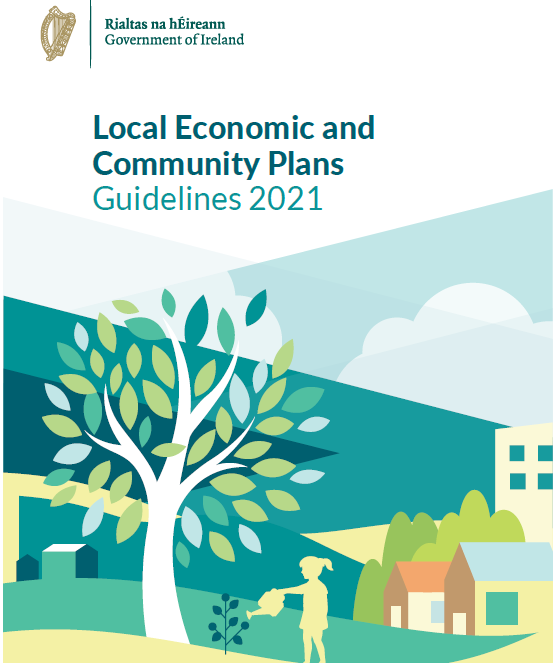 Rialtas na hÉireann
Government of Ireland
Local Economic and
Community Plans
Guidelines 2021